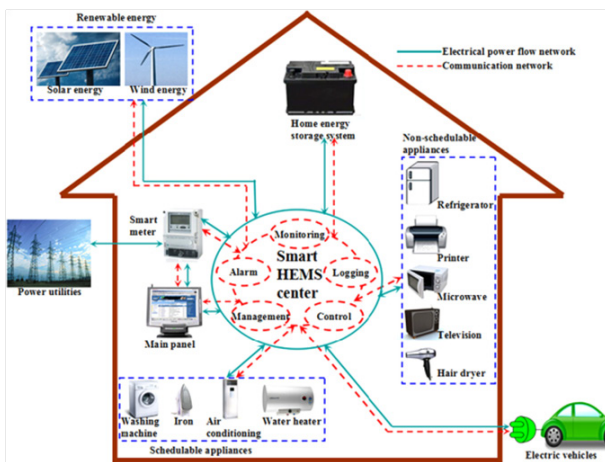 Renewable energy
Solar energy
Wind energy
Electrical power flow network
Communication network
Home energy
storage system
Non-schedulable
appliances
Refrigerator
Printer
Microwave
Television
Hair dryer
Smart
meter
Power utilities
Main panel
Monitoring
Alarm
Smart
HEMS
center
Logging
Management
Control
Washing
machine
Iron
Air
conditioning
Water heater
Schedulable appliances
Electric vehicles